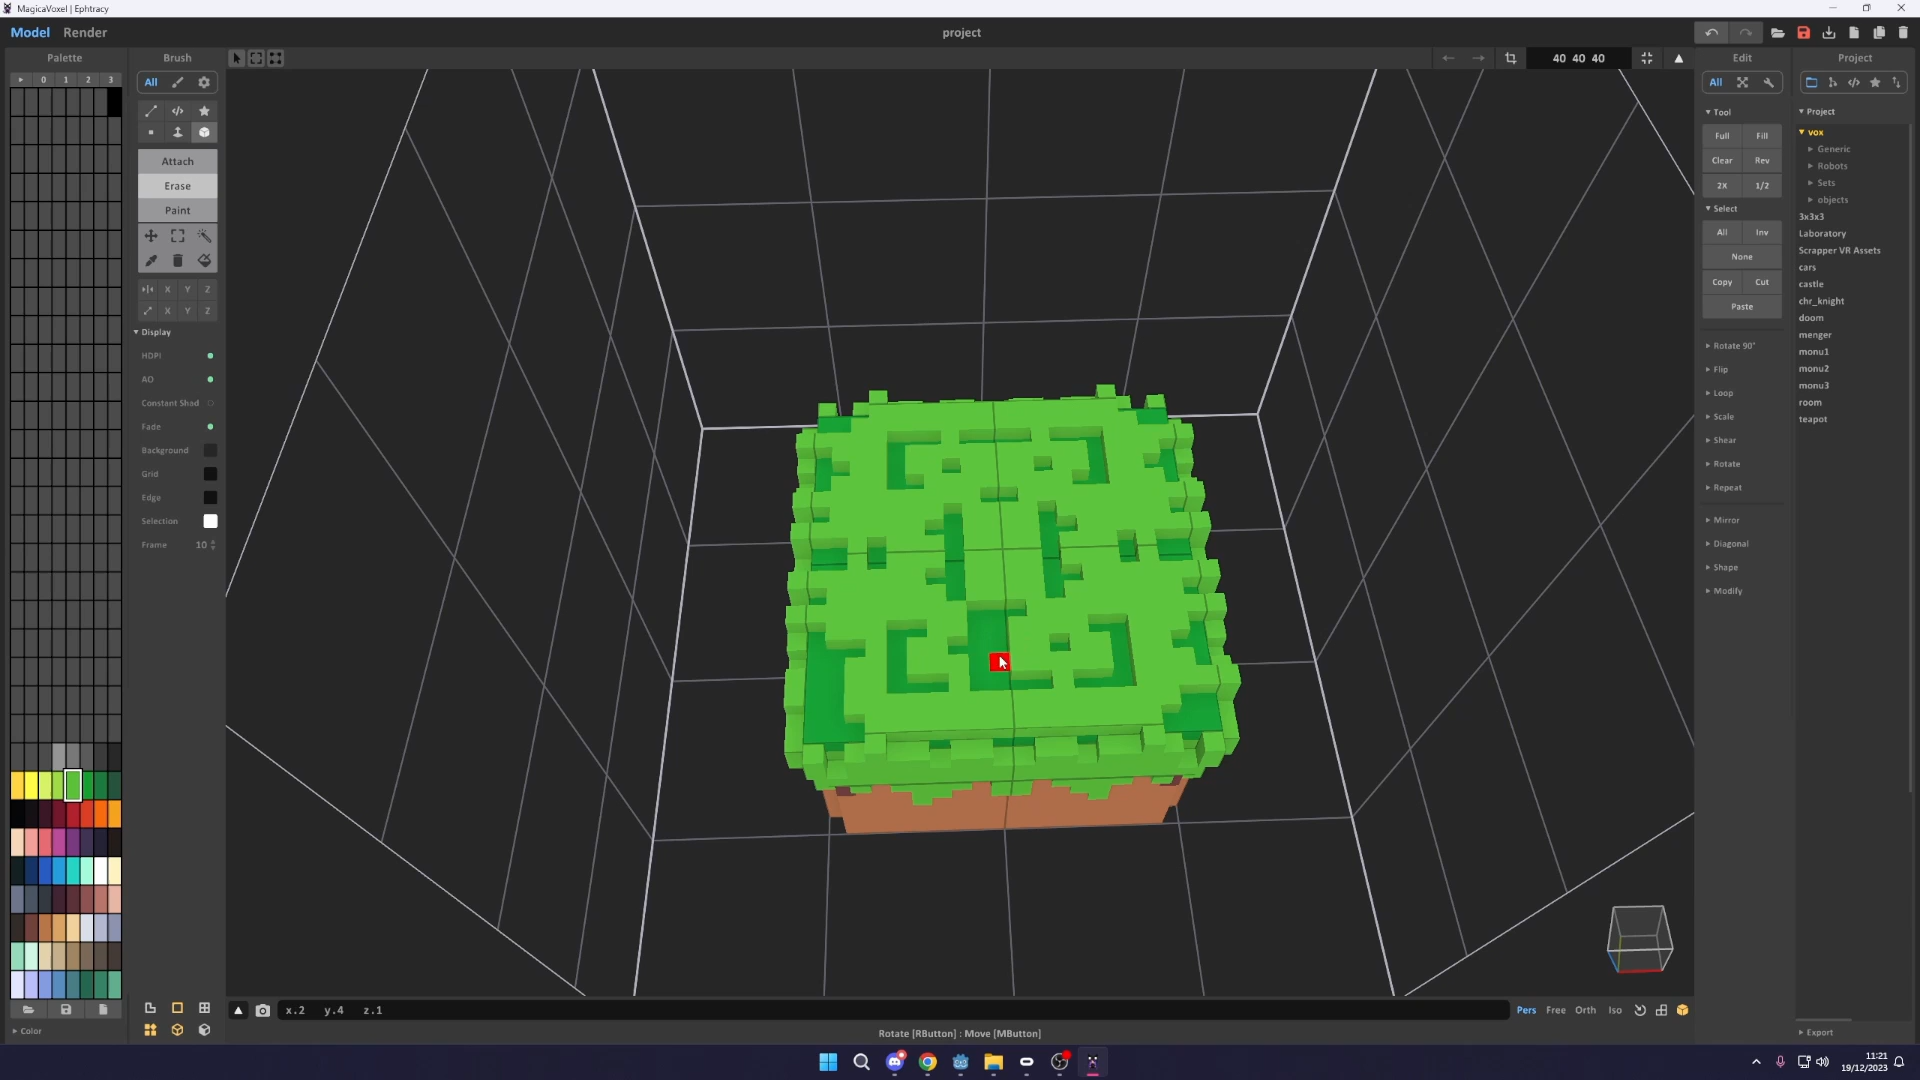 MagicaVoxel | Ephtracy
Model Render
project
Palette
Brush
40 40 40
Edit
Project
0 1 2 3
All
All
Project
Tool
vox
Full Fill
Generic
Attach
Clear Rev
Robots
Erase
2X 1/2
Sets
Paint
Select
objects
3x3x3
All Inv
Laboratory
None
Scrapper VR Assets
cars
Copy Cut
castle
X Y Z
Paste
chr_knight
X Y Z
doom
Display
menger
Rotate 90°
monu1
HDPI
Flip
monu2
AO
Loop
monu3
Constant Shad
Scale
room
Fade
Shear
teapot
Background
Rotate
Grid
Repeat
Edge
Mirror
Selection
Diagonal
Frame 10
Shape
Modify
x.2 y.4 z.1
Pers Free Orth Iso
Color
Rotate [RButton] : Move [MButton]
Export
11:21
19/12/2023